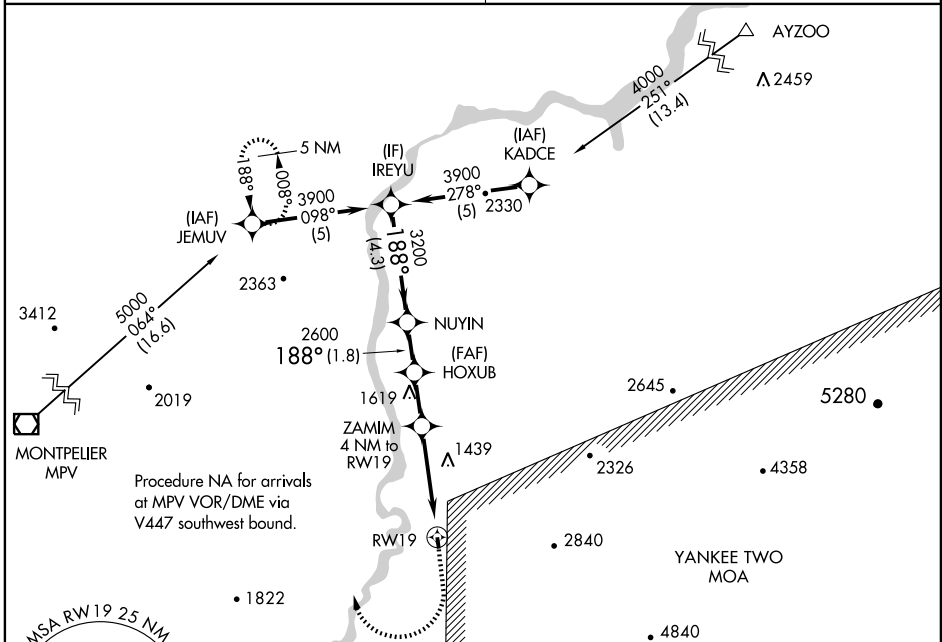 AYZOO
2459
4000
251°
(13.4)
(IAF)
KADCE
5 NM
188°
008°
(IF)
IREYU
3900
278°
(5)
2330
3900
098°
(5)
(IAF)
JEMUV
3200
188°
(4.3)
2363
3412
5000
064°
(16.6)
NUYIN
2600
188° (1.8)
(FAF)
HOXUB
2019
1619
2645
5280
MONTPELIER
MPV
ZAMIM
4 NM to
RW19
1439
2326
4358
Procedure NA for arrivals
at MPV VOR/DME via
V447 southwest bound.
RW19
2840
YANKEE TWO
MOA
1822
4840
MSA RW19 25 NM